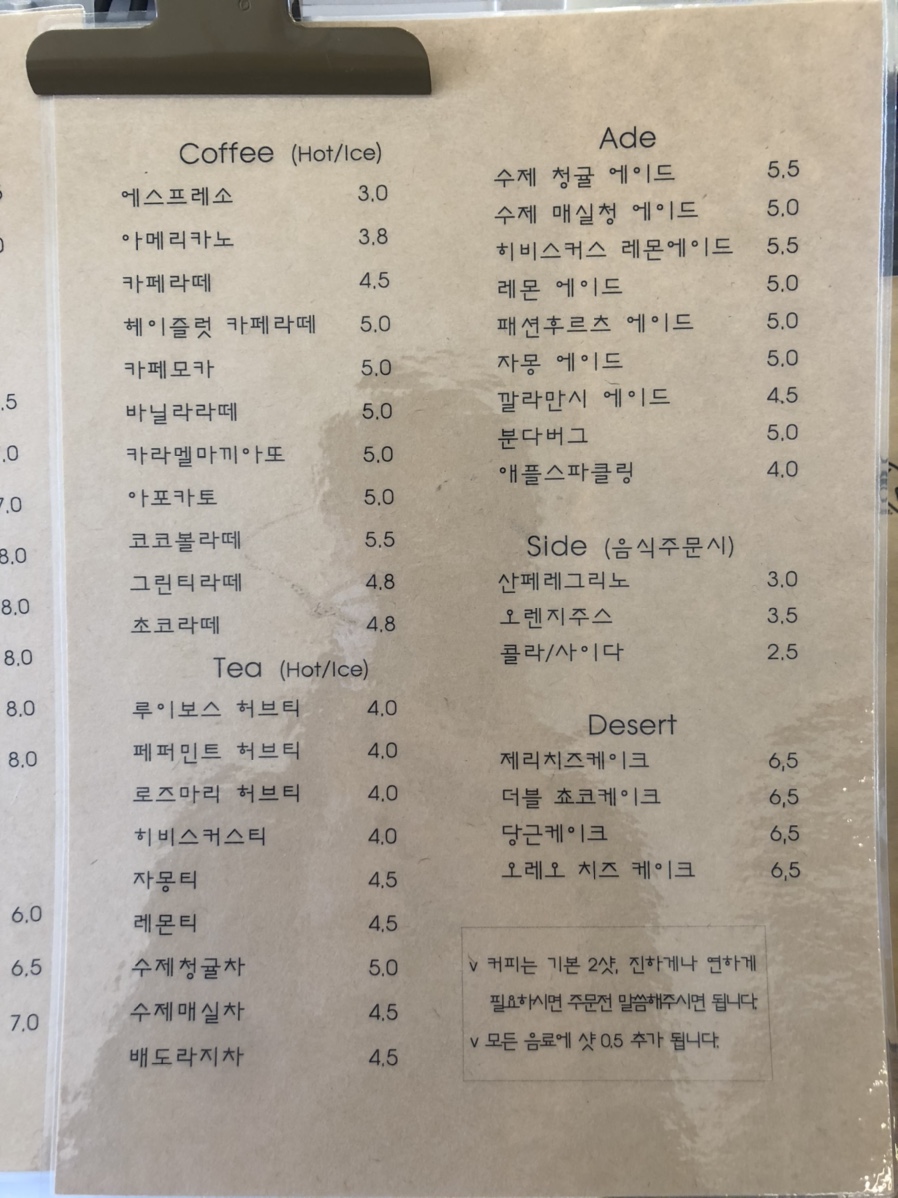 Coffee (Hot/Ice)
에스프레소 3.0
아메리카노 3.8
카페라떼 4.5
헤이즐럿 카페라떼 5.0
카페모카 5.0
바닐라라떼 5.0
카라멜마끼아또 5.0
아포카토 5.0
코코볼라떼 5.5
그린티라떼 4.8
초코라떼 4.8
Tea (Hot/Ice)
루이보스 허브티 4.0
페퍼민트 허브티 4.0
로즈마리 허브티 4.0
히비스커스티 4.0
자몽티 4.5
레몬티 4.5
수제청귤차 5.0
수제매실차 4.5
배도라지차 4.5
Ade
수제 청귤 에이드 5.5
수제 매실청 에이드 5.0
히비스커스 레몬에이드 5.5
레몬 에이드 5.0
패션후르츠 에이드 5.0
자몽 에이드 5.0
깔라만시 에이드 4.5
분다버그 5.0
애플스파클링 4.0
Side (음식주문시)
산페레그리노 3.0
오렌지주스 3.5
콜라/사이다 2.5
Desert
제리치즈케이크 6,5
더블 쵸코케이크 6,5
당근케이크 6,5
오레오 치즈 케이크 6,5
v 커피는 기본 2샷, 진하게나 연하게
필요하시면 주문전 말씀해주시면 됩니다.
v 모든 음료에 샷 0.5 추가 됩니다.
.5
.0
7.0
8.0
8.0
8.0
8.0
8.0
6.0
6.5
7.0